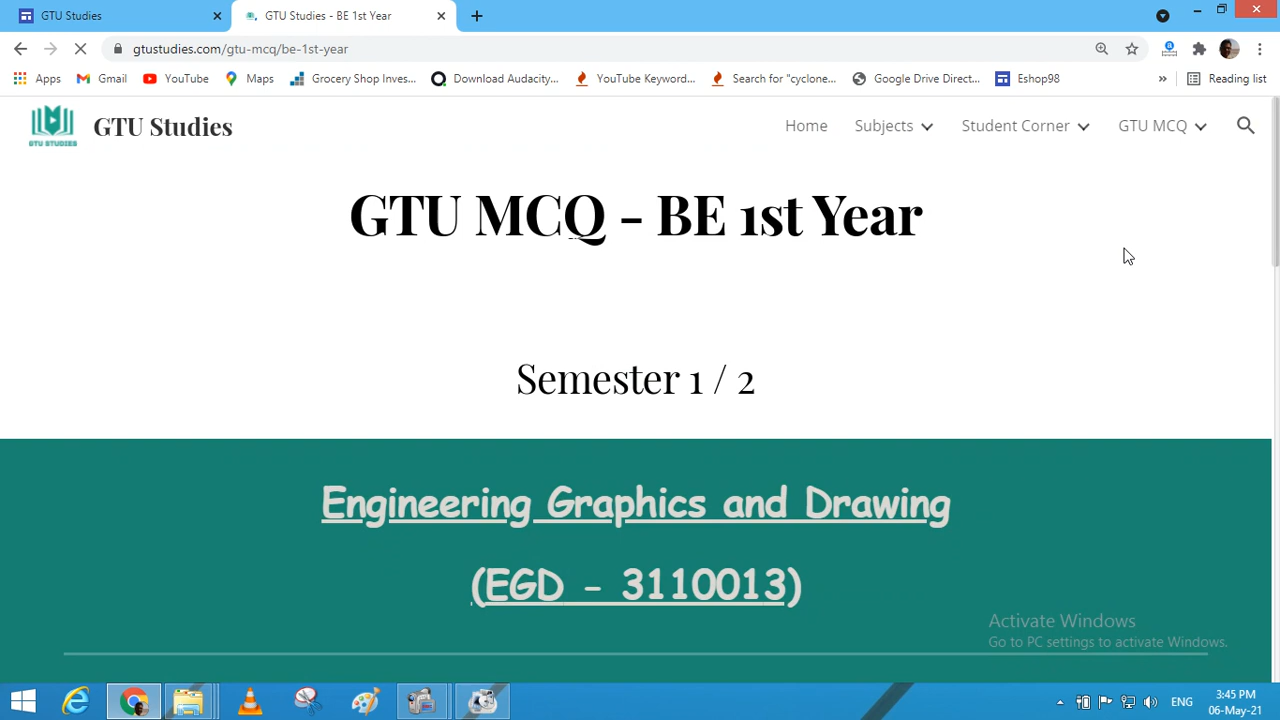 GTU Studies
GTU Studies - BE 1st Year
gtustudies.com/gtu-mcq/be-1st-year
Apps
Gmail
YouTube
Maps
Grocery Shop Inves...
Download Audacity...
YouTube Keyword...
Search for "cyclone...
Google Drive Direct...
Eshop98
»
Reading list
GTU STUDIES
GTU Studies
Home
Subjects
Student Corner
GTU MCQ
GTU MCQ - BE 1st Year
Semester 1 / 2
Engineering Graphics and Drawing
(EGD - 3110013)
Activate Windows
Go to PC settings to activate Windows.
ENG
3:45 PM
06-May-21